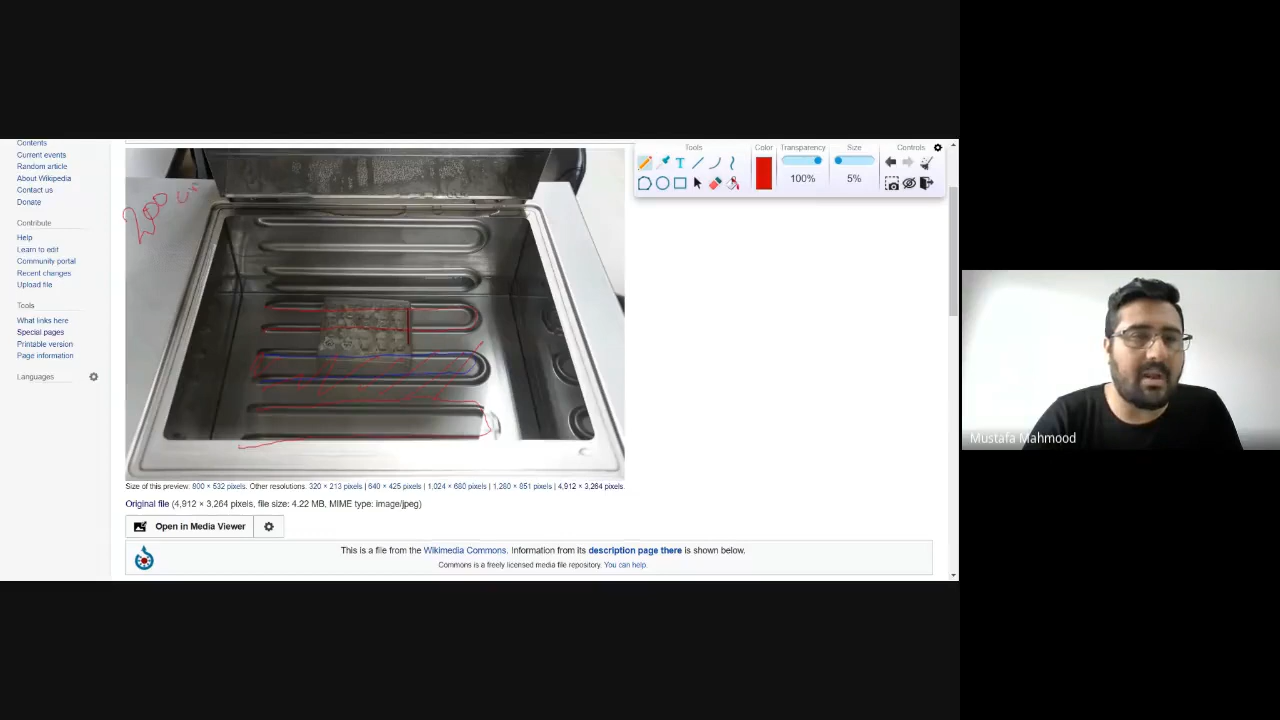 Contents
Current events
Random article
About Wikipedia
Contact us
Donate
Contribute
Help
Learn to edit
Community portal
Recent changes
Upload file
Tools
What links here
Special pages
Printable version
Page information
Languages
200 cm
Tools
Color
Transparency
Size
Controls
T
100%
5%
Size of this preview: 800 × 532 pixels. Other resolutions: 320 × 213 pixels | 640 × 425 pixels | 1,024 × 680 pixels | 1,280 × 851 pixels | 4,912 × 3,264 pixels.
Original file (4,912 × 3,264 pixels, file size: 4.22 MB, MIME type: image/jpeg)
Open in Media Viewer
This is a file from the Wikimedia Commons. Information from its description page there is shown below.
Commons is a freely licensed media file repository. You can help.
Mustafa Mahmood